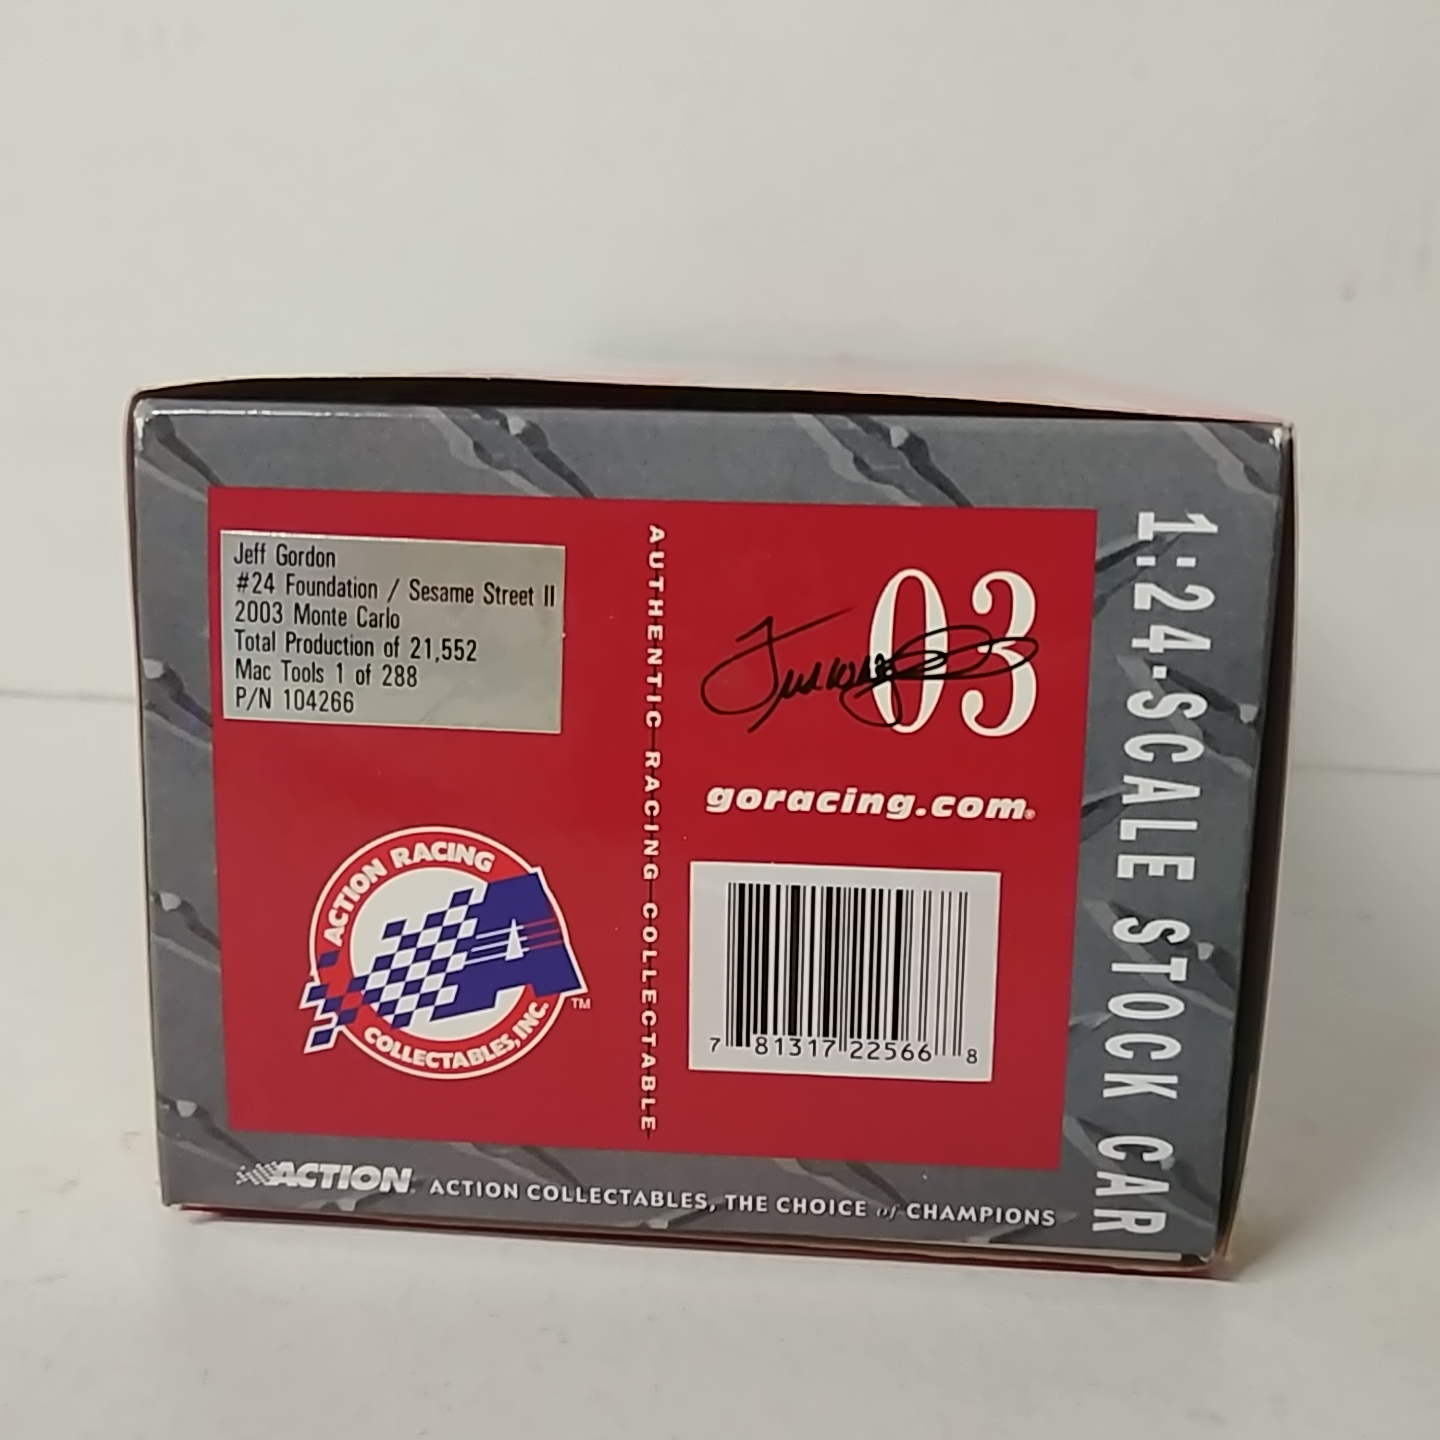 Jeff Gordon
#24 Foundation / Sesame Street II
2003 Monte Carlo
Total Production of 21,552
Mac Tools 1 of 288
P/N 104266
ACTION RACING
COLLECTABLES, INC.
A
TM
AUTHENTIC RACING COLLECTABLE
03
goracing.com®
7 81317 22566 8
1:24-SCALE STOCK CAR
ACTION. ACTION COLLECTABLES, THE CHOICE of CHAMPIONS